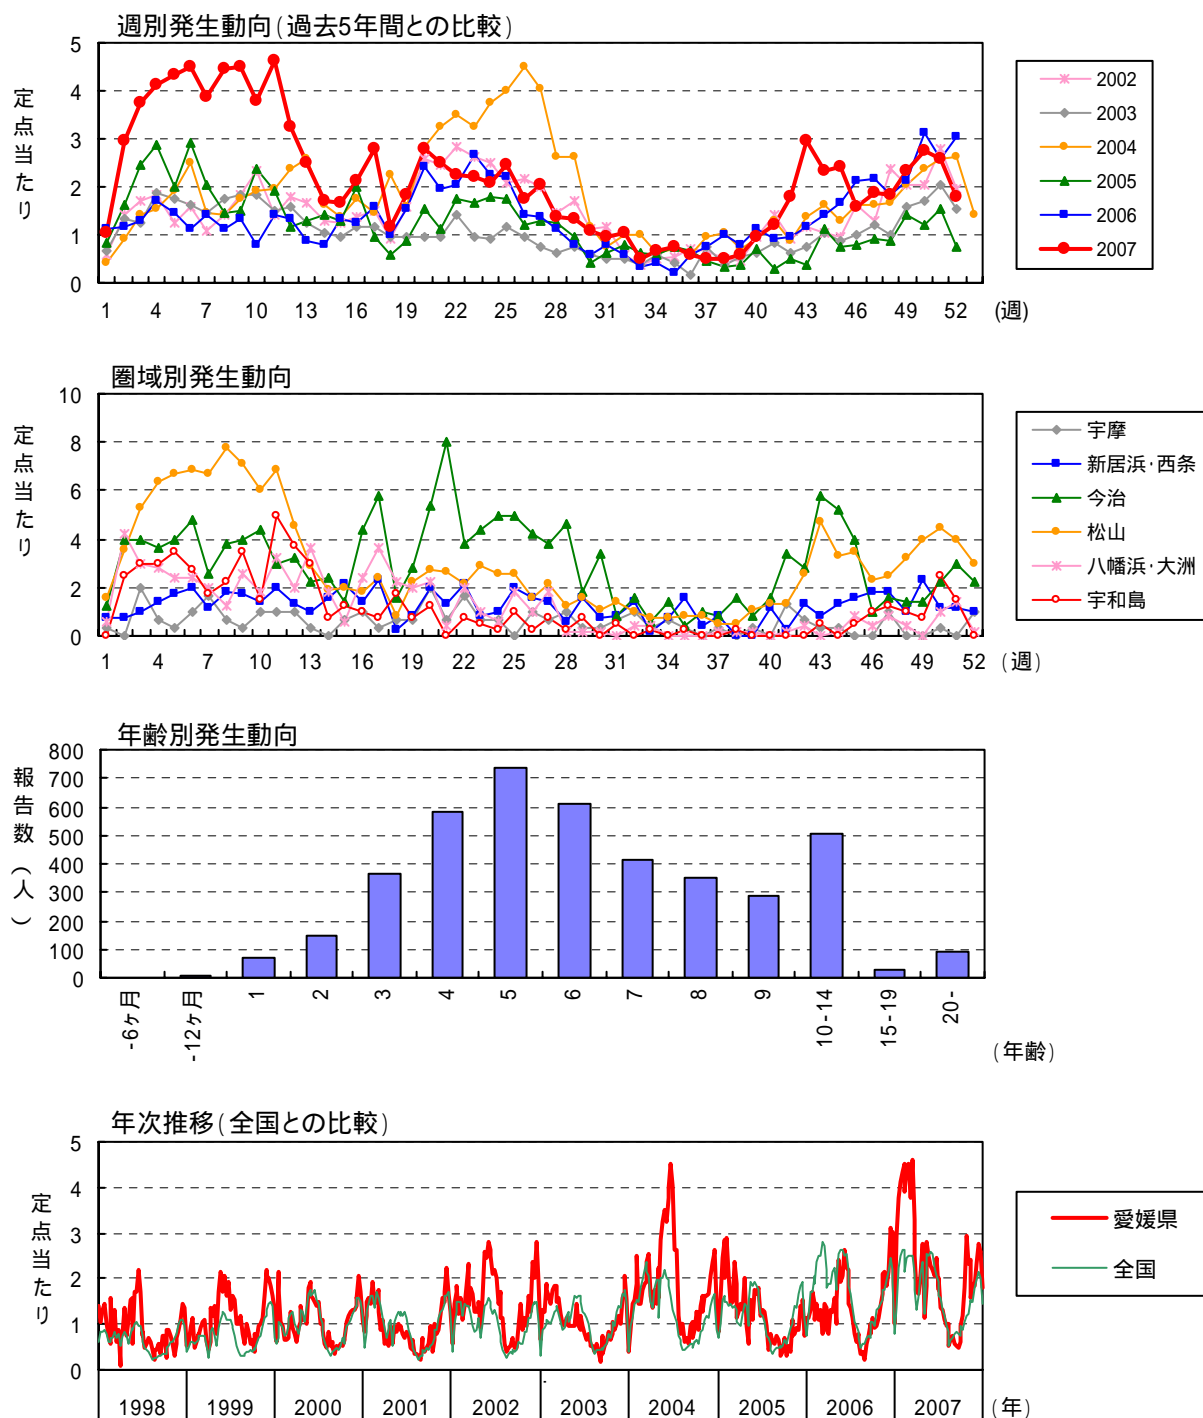 週別発生動向(過去5年間との比較)
定点当たり
5
4
3
2
1
0
1 4 7 10 13 16 19 22 25 28 31 34 37 40 43 46 49 52 (週)
2002
2003
2004
2005
2006
2007
圏域別発生動向
定点当たり
10
8
6
4
2
0
1 4 7 10 13 16 19 22 25 28 31 34 37 40 43 46 49 52 (週)
宇摩
新居浜・西条
今治
松山
八幡浜・大洲
宇和島
年齢別発生動向
報告数(人)
800
700
600
500
400
300
200
100
0
-6ヶ月 -12ヶ月 1 2 3 4 5 6 7 8 9 10-14 15-19 20-
(年齢)
年次推移(全国との比較)
定点当たり
5
4
3
2
1
0
1998 1999 2000 2001 2002 2003 2004 2005 2006 2007 (年)
愛媛県
全国